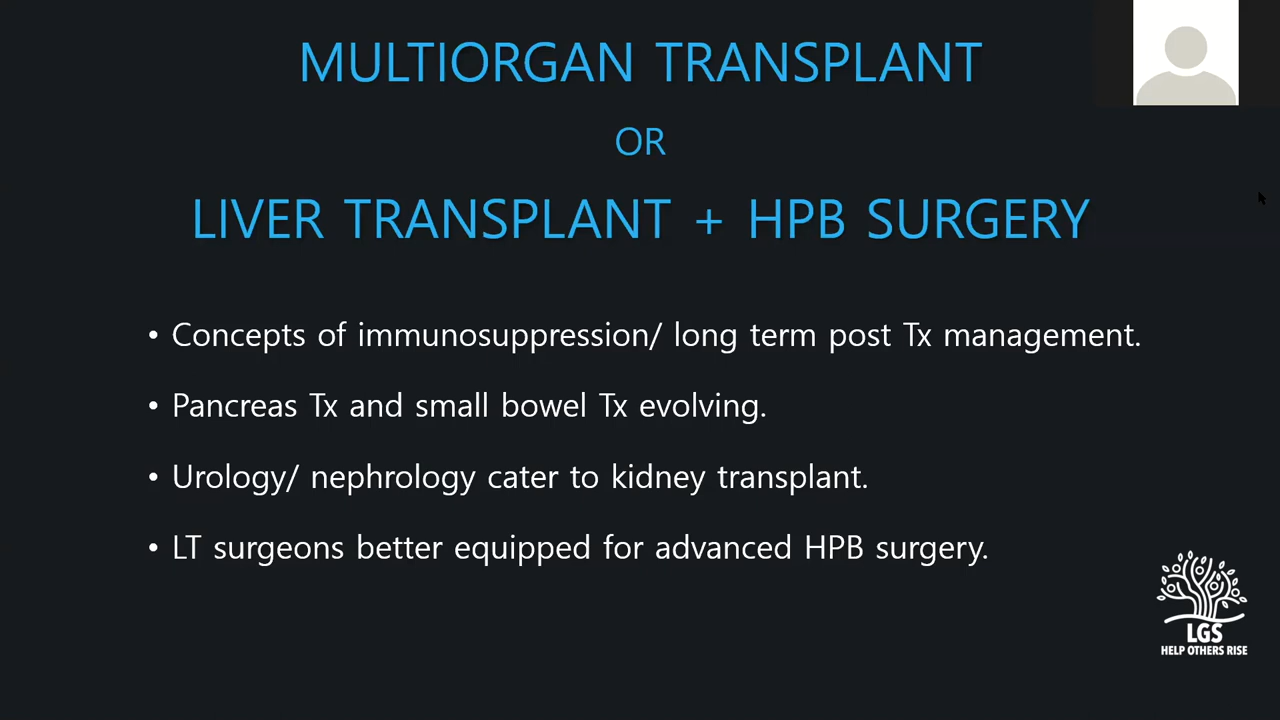 MULTIORGAN TRANSPLANT
OR
LIVER TRANSPLANT + HPB SURGERY
• Concepts of immunosuppression/ long term post Tx management.
• Pancreas Tx and small bowel Tx evolving.
• Urology/ nephrology cater to kidney transplant.
• LT surgeons better equipped for advanced HPB surgery.
LGS
HELP OTHERS RISE